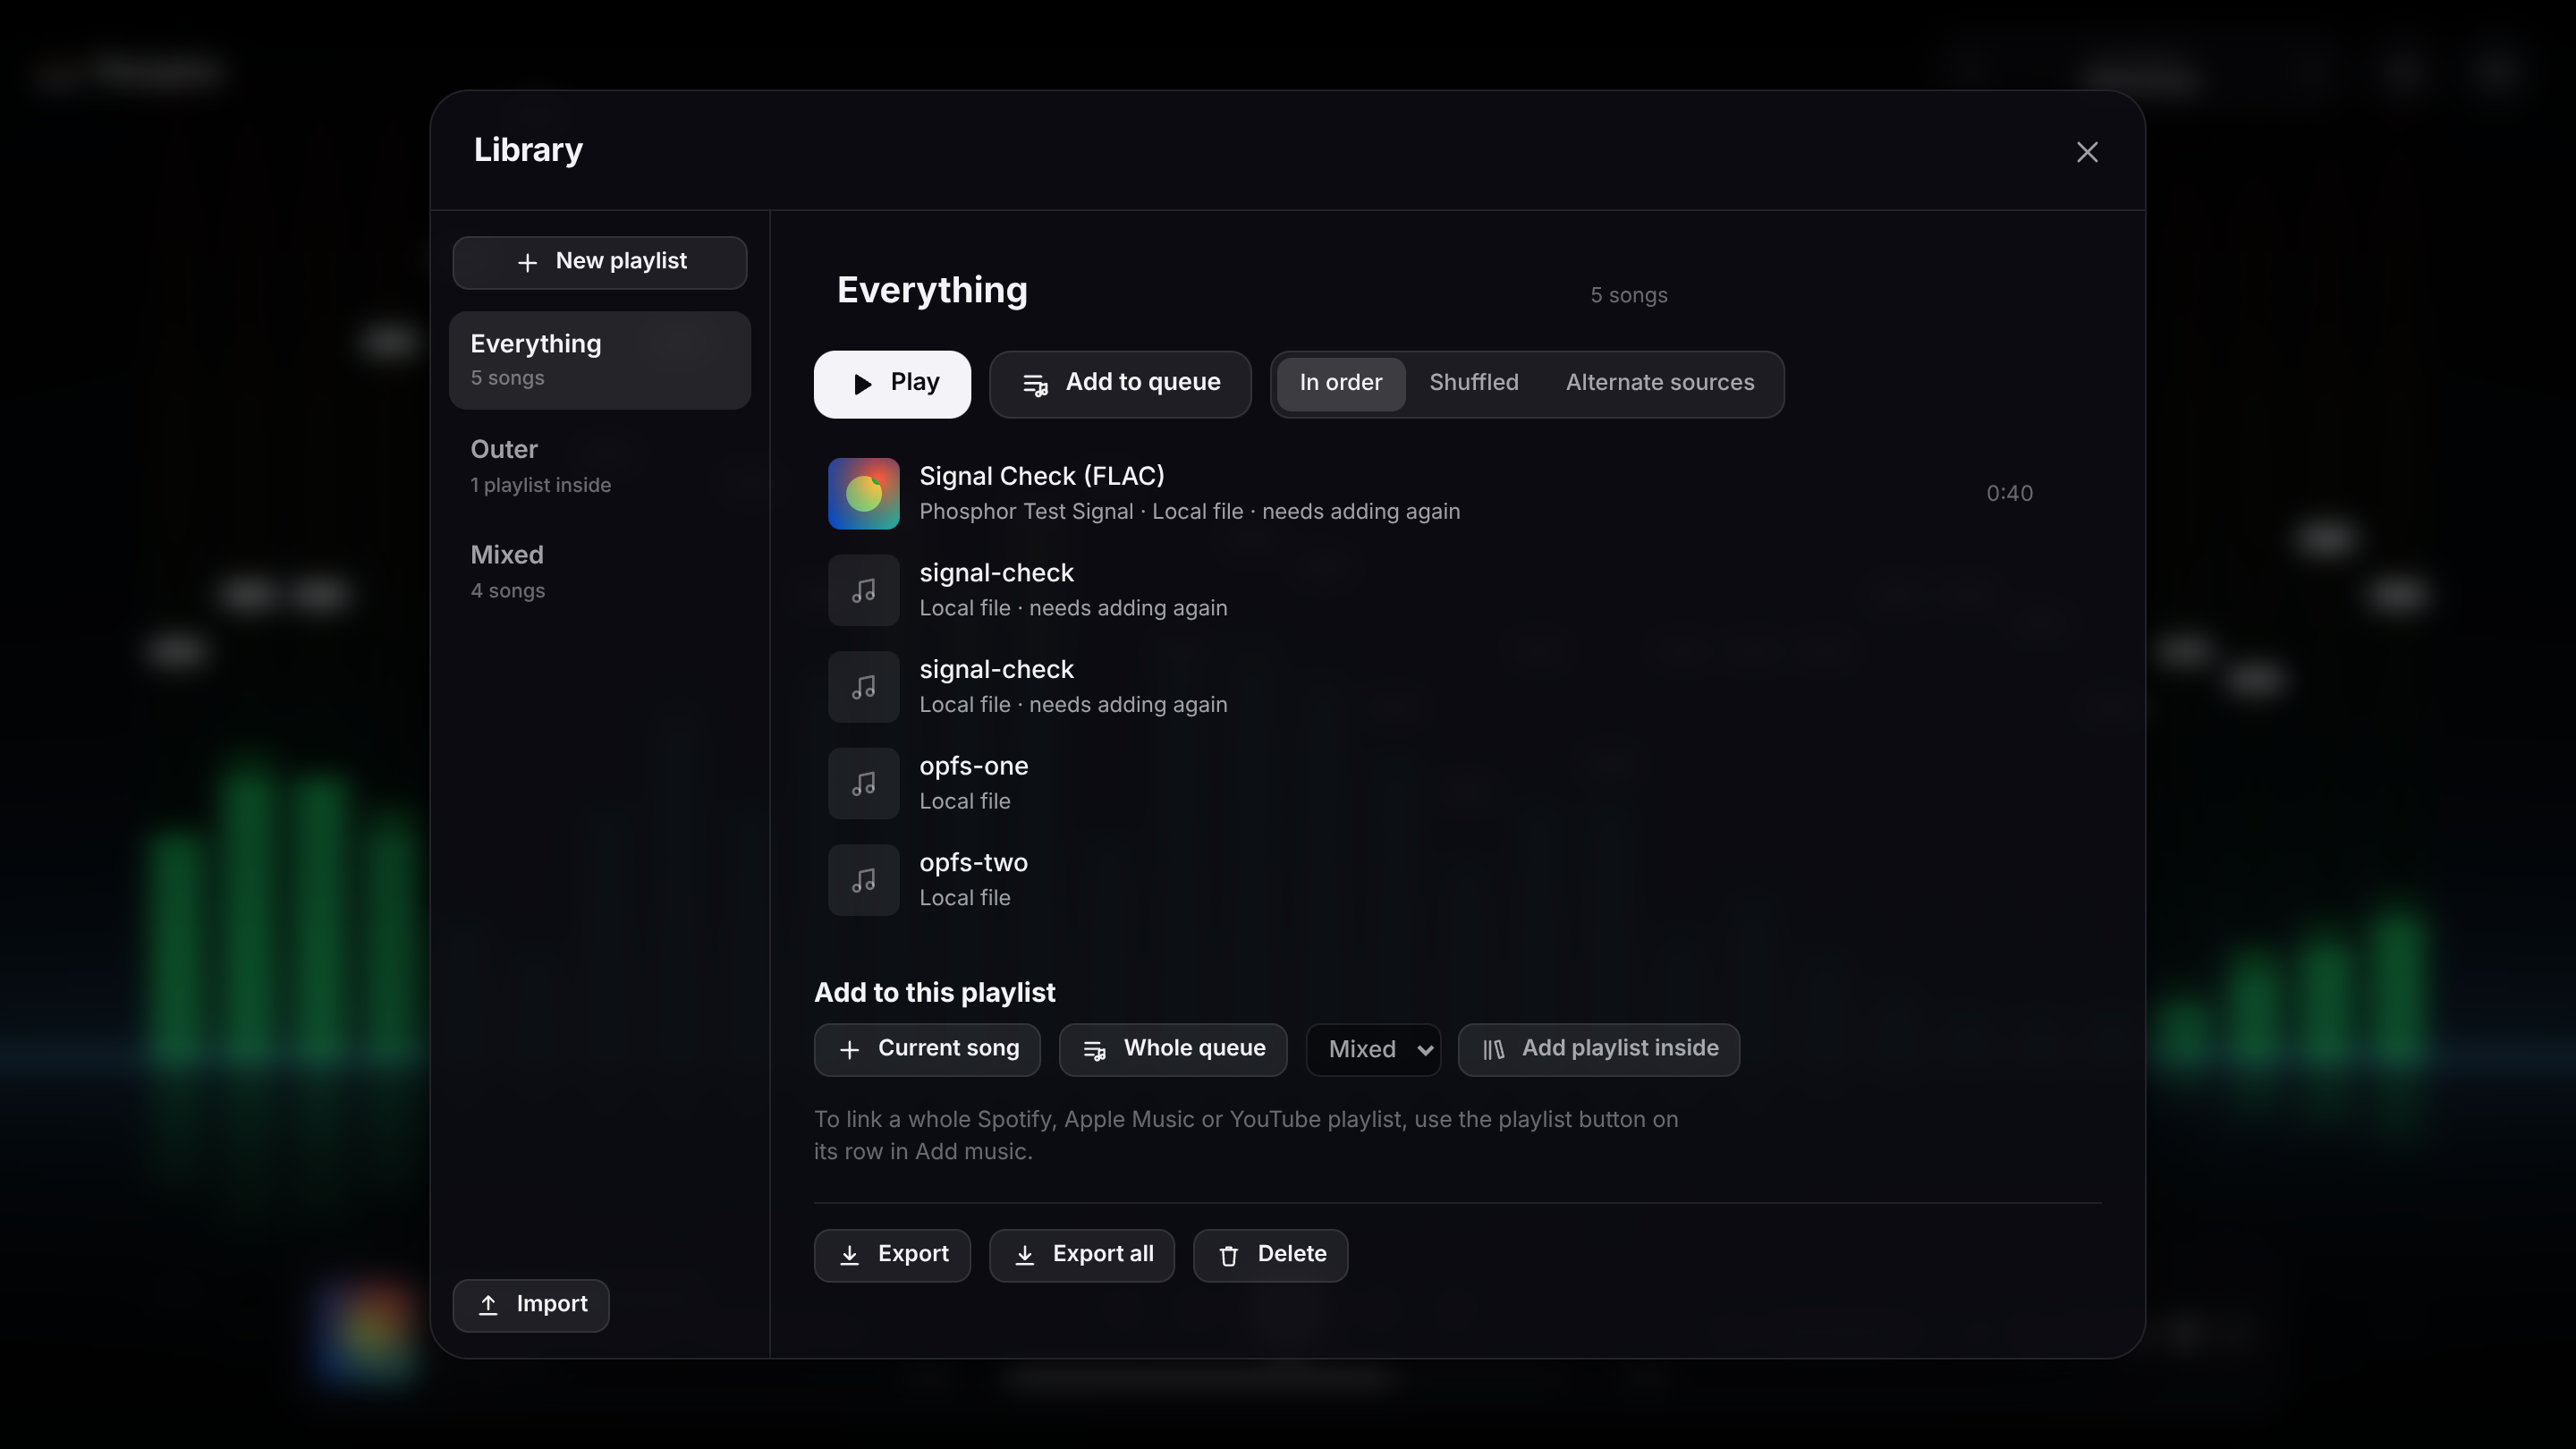 Library
New playlist
Everything
5 songs
Outer
1 playlist inside
Mixed
4 songs
Import
Everything
5 songs
Play
Add to queue
In order
Shuffled
Alternate sources
Signal Check (FLAC)
Phosphor Test Signal · Local file · needs adding again
0:40
signal-check
Local file · needs adding again
signal-check
Local file · needs adding again
opfs-one
Local file
opfs-two
Local file
Add to this playlist
Current song
Whole queue
Mixed
Add playlist inside
To link a whole Spotify, Apple Music or YouTube playlist, use the playlist button on
its row in Add music.
Export
Export all
Delete